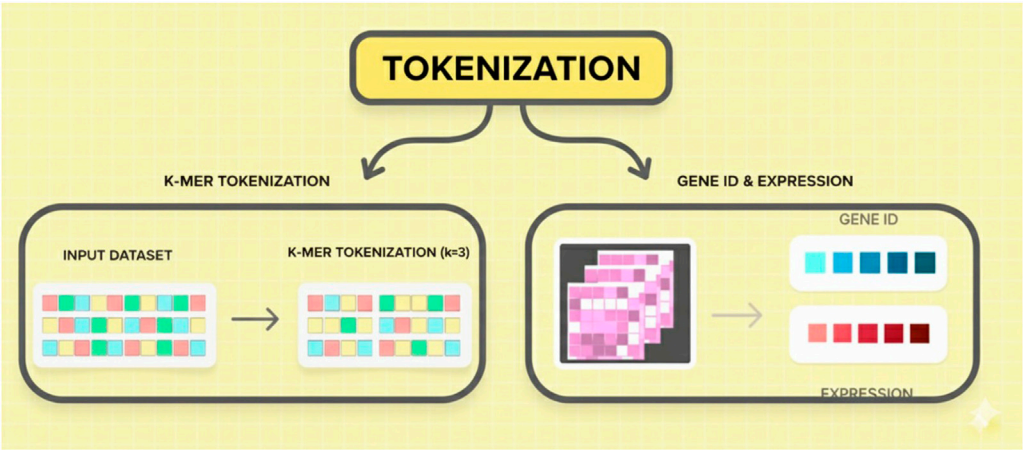 TOKENIZATION
K-MER TOKENIZATION
GENE ID & EXPRESSION
INPUT DATASET
K-MER TOKENIZATION (k=3)
GENE ID
EXPRESSION